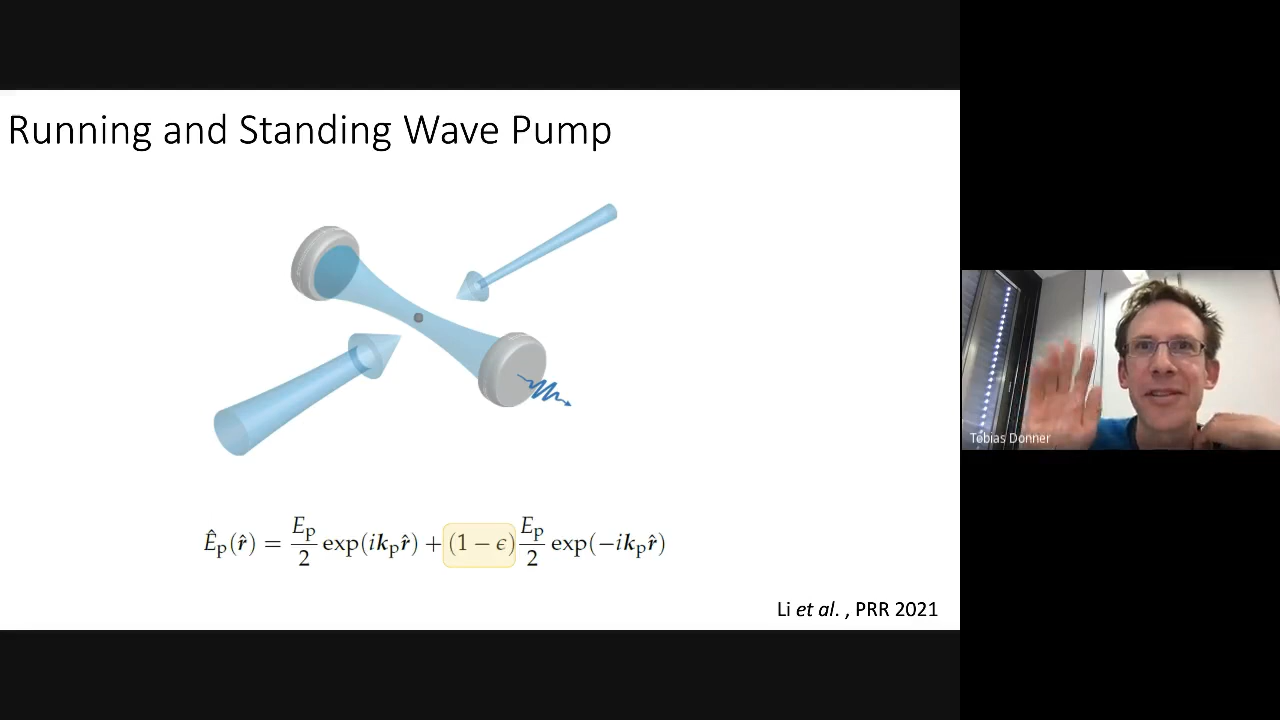 Running and Standing Wave Pump
Ê_p(r̂) = E_p/2 exp(ik_p r̂) + (1 − ϵ) E_p/2 exp(−ik_p r̂)
Li et al. , PRR 2021
Tobias Donner